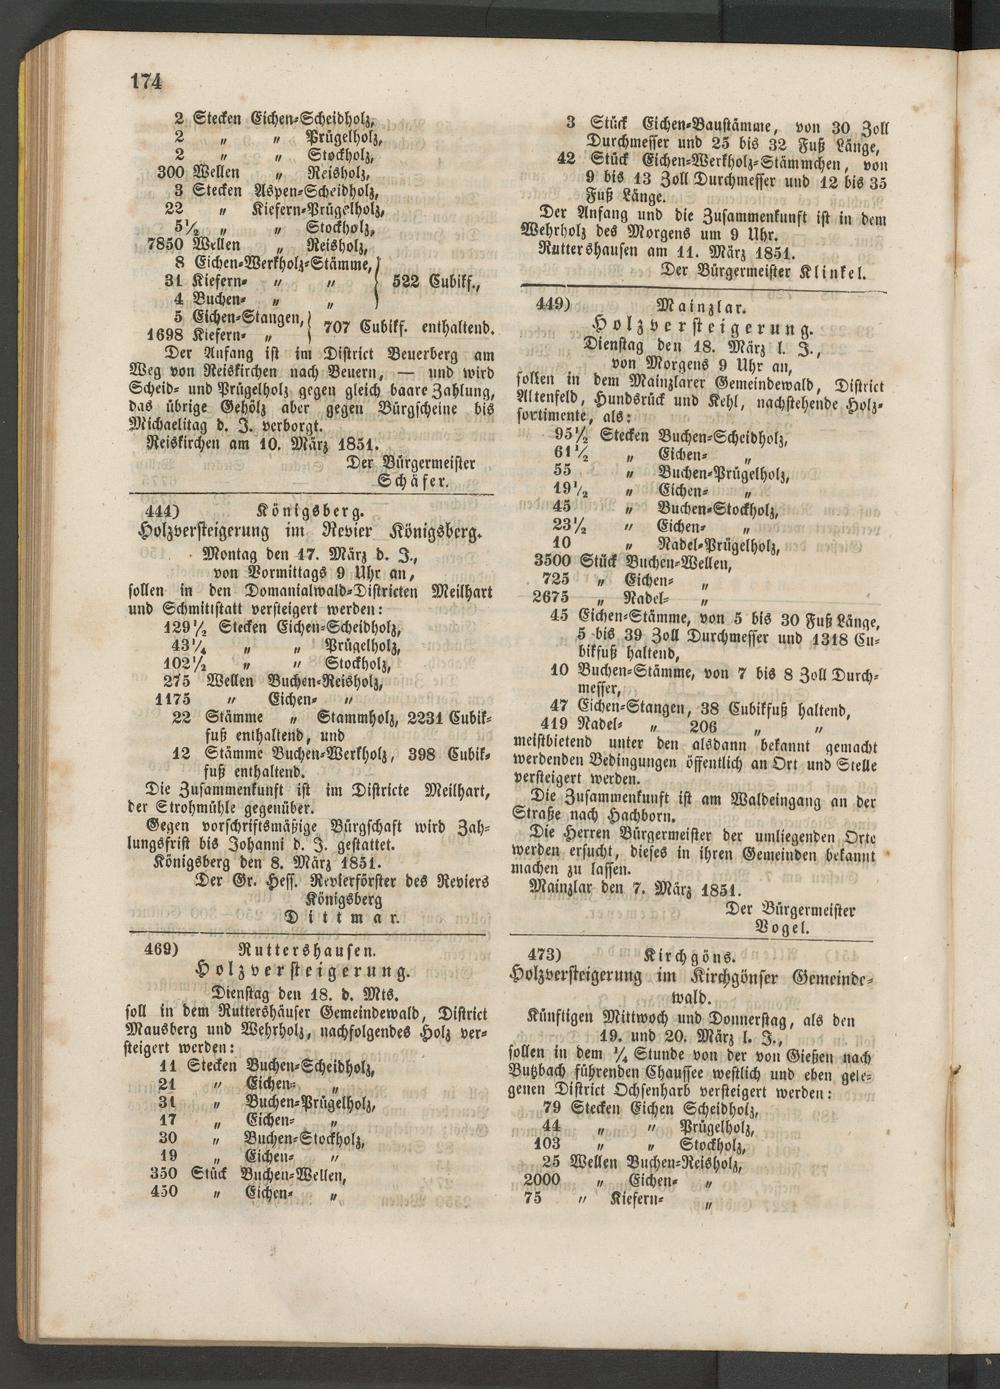 174
2 Stecken Eichen-Scheidholz,
2 „ „ Prügelholz,
2 „ „ Stockholz,
300 Wellen „ Reisholz,
3 Stecken Aspen-Scheidholz,
22 „ Kiefern-Prügelholz,
5½ „ „ Stockholz,
7850 Wellen „ Reisholz,
8 Eichen-Werkholz-Stämme,
31 Kiefern- „ „ } 522 Cubikf.,
4 Buchen- „ „
5 Eichen-Stangen,
1698 Kiefern- „ } 707 Cubikf. enthaltend.
Der Anfang ist im District Beuerberg am
Weg von Reiskirchen nach Beuern, — und wird
Scheid- und Prügelholz gegen gleich baare Zahlung,
das übrige Gehölz aber gegen Bürgscheine bis
Michaelitag d. J. verborgt.
Reiskirchen am 10. März 1851.
Der Bürgermeister
Schäfer.
444) Königsberg.
Holzversteigerung im Revier Königsberg.
Montag den 17. März d. J.,
von Vormittags 9 Uhr an,
sollen in den Domanialwald-Districten Meilhart
und Schmittstatt versteigert werden:
129½ Stecken Eichen-Scheidholz,
43¼ „ „ Prügelholz,
102½ „ „ Stockholz,
275 Wellen Buchen-Reisholz,
1175 „ Eichen- „
22 Stämme „ Stammholz, 2231 Cubik-
fuß enthaltend, und
12 Stämme Buchen-Werkholz, 398 Cubik-
fuß enthaltend.
Die Zusammenkunft ist im Districte Meilhart,
der Strohmühle gegenüber.
Gegen vorschriftsmäßige Bürgschaft wird Zah-
lungsfrist bis Johanni d. J. gestattet.
Königsberg den 8. März 1851.
Der Gr. Hess. Revierförster des Reviers
Königsberg
Dittmar.
469) Ruttershausen.
Holzversteigerung.
Dienstag den 18. d. Mts.
soll in dem Ruttershäuser Gemeindewald, District
Mausberg und Wehrholz, nachfolgendes Holz ver-
steigert werden:
11 Stecken Buchen-Scheidholz,
21 „ Eichen- „
31 „ Buchen-Prügelholz,
17 „ Eichen- „
30 „ Buchen-Stockholz,
19 „ Eichen- „
350 Stück Buchen-Wellen,
450 „ Eichen- „
3 Stück Eichen-Baustämme, von 30 Zoll
Durchmesser und 25 bis 32 Fuß Länge,
42 Stück Eichen-Werkholz-Stämmchen, von
9 bis 13 Zoll Durchmesser und 12 bis 35
Fuß Länge.
Der Anfang und die Zusammenkunft ist in dem
Wehrholz des Morgens um 9 Uhr.
Ruttershausen am 11. März 1851.
Der Bürgermeister Klinkel.
449) Mainzlar.
Holzversteigerung.
Dienstag den 18. März l. J.,
von Morgens 9 Uhr an,
sollen in dem Mainzlarer Gemeindewald, District
Altenfeld, Hundsrück und Kehl, nachstehende Holz-
sortimente, als:
95½ Stecken Buchen-Scheidholz,
61½ „ Eichen- „
55 „ Buchen-Prügelholz,
19½ „ Eichen- „
45 „ Buchen-Stockholz,
23½ „ Eichen- „
10 „ Nadel-Prügelholz,
3500 Stück Buchen-Wellen,
725 „ Eichen- „
2675 „ Nadel- „
45 Eichen-Stämme, von 5 bis 30 Fuß Länge,
5 bis 39 Zoll Durchmesser und 1318 Cu-
bikfuß haltend,
10 Buchen-Stämme, von 7 bis 8 Zoll Durch-
messer,
47 Eichen-Stangen, 38 Cubikfuß haltend,
419 Nadel- „ 206 „ „
meistbietend unter den alsdann bekannt gemacht
werdenden Bedingungen öffentlich an Ort und Stelle
versteigert werden.
Die Zusammenkunft ist am Waldeingang an der
Straße nach Hachborn.
Die Herren Bürgermeister der umliegenden Orte
werden ersucht, dieses in ihren Gemeinden bekannt
machen zu lassen.
Mainzlar den 7. März 1851.
Der Bürgermeister
Vogel.
473) Kirchgöns.
Holzversteigerung im Kirchgönser Gemeinde-
wald.
Künftigen Mittwoch und Donnerstag, als den
19. und 20. März l. J.,
sollen in dem ¼ Stunde von der von Gießen nach
Butzbach führenden Chaussee westlich und eben gele-
genen District Ochsenharb versteigert werden:
79 Stecken Eichen Scheidholz,
44 „ „ Prügelholz,
103 „ „ Stockholz,
25 Wellen Buchen-Reisholz,
2000 „ Eichen- „
75 „ Kiefern- „